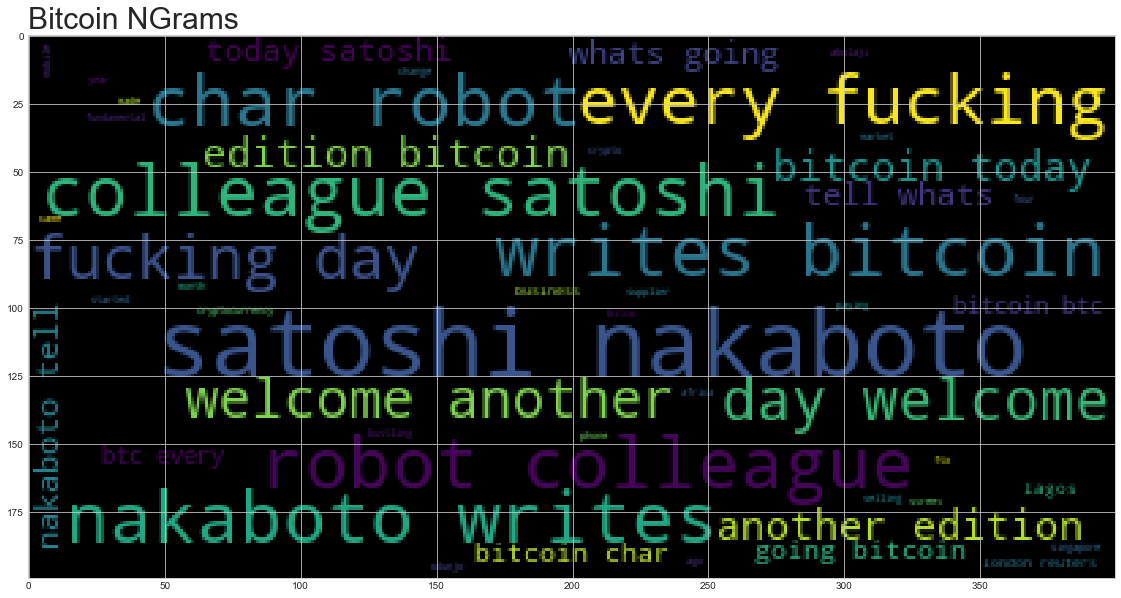 Bitcoin NGrams
0
today satoshi whats going
change
year
sade
25
char robot every fucking
fundamental
market
edition bitcoin crypto
50
bitcoin today
colleague satoshi tell whats
75
fucking day writes bitcoin
north
business supplier
started
100
cryptocurrency
bitcoin btc
satoshi nakaboto
125
welcome another day welcome
africa
150
building phone
btc every robot colleague
lagos
selling
175
nakaboto writes another edition
bitcoin char going bitcoin
singapore
london reuters
nakaboto tell
0 50 100 150 200 250 300 350